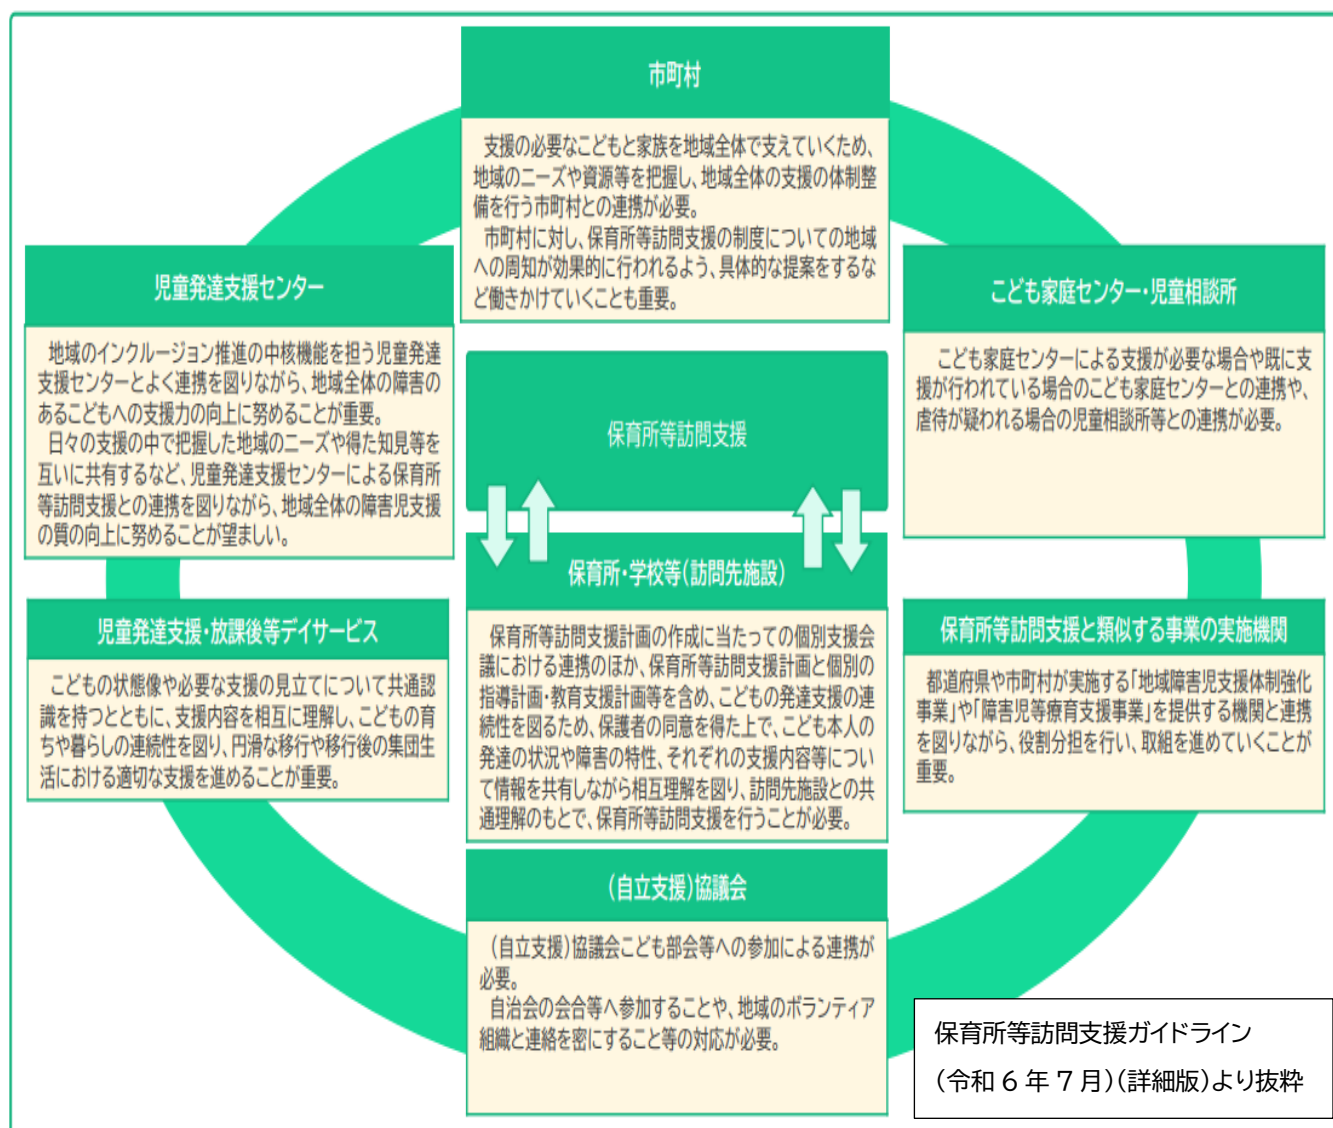 市町村
支援の必要なこどもと家族を地域全体で支えていくため、
地域のニーズや資源等を把握し、地域全体の支援の体制整
備を行う市町村との連携が必要。
市町村に対し、保育所等訪問支援の制度についての地域
への周知が効果的に行われるよう、具体的な提案をするな
ど働きかけていくことも重要。
児童発達支援センター
地域のインクルージョン推進の中核機能を担う児童発達
支援センターとよく連携を図りながら、地域全体の障害の
あるこどもへの支援力の向上に努めることが重要。
日々の支援の中で把握した地域のニーズや得た知見等を
互いに共有するなど、児童発達支援センターによる保育所
等訪問支援との連携を図りながら、地域全体の障害児支援
の質の向上に努めることが望ましい。
こども家庭センター・児童相談所
こども家庭センターによる支援が必要な場合や既に支
援が行われている場合のこども家庭センターとの連携や、
虐待が疑われる場合の児童相談所等との連携が必要。
保育所等訪問支援
保育所・学校等(訪問先施設)
保育所等訪問支援計画の作成に当たっての個別支援会
議における連携のほか、保育所等訪問支援計画と個別の
指導計画・教育支援計画等を含め、こどもの発達支援の連
続性を図るため、保護者の同意を得た上で、こども本人の
発達の状況や障害の特性、それぞれの支援内容等につい
て情報を共有しながら相互理解を図り、訪問先施設との共
通理解のもとで、保育所等訪問支援を行うことが必要。
児童発達支援・放課後等デイサービス
こどもの状態像や必要な支援の見立てについて共通認
識を持つとともに、支援内容を相互に理解し、こどもの育
ちや暮らしの連続性を図り、円滑な移行や移行後の集団生
活における適切な支援を進めることが重要。
保育所等訪問支援と類似する事業の実施機関
都道府県や市町村が実施する「地域障害児支援体制強化
事業」や「障害児等療育支援事業」を提供する機関と連携
を図りながら、役割分担を行い、取組を進めていくことが
重要。
(自立支援)協議会
(自立支援)協議会こども部会等への参加による連携が
必要。
自治会の会合等へ参加することや、地域のボランティア
組織と連絡を密にすること等の対応が必要。
保育所等訪問支援ガイドライン
(令和6年7月)(詳細版)より抜粋